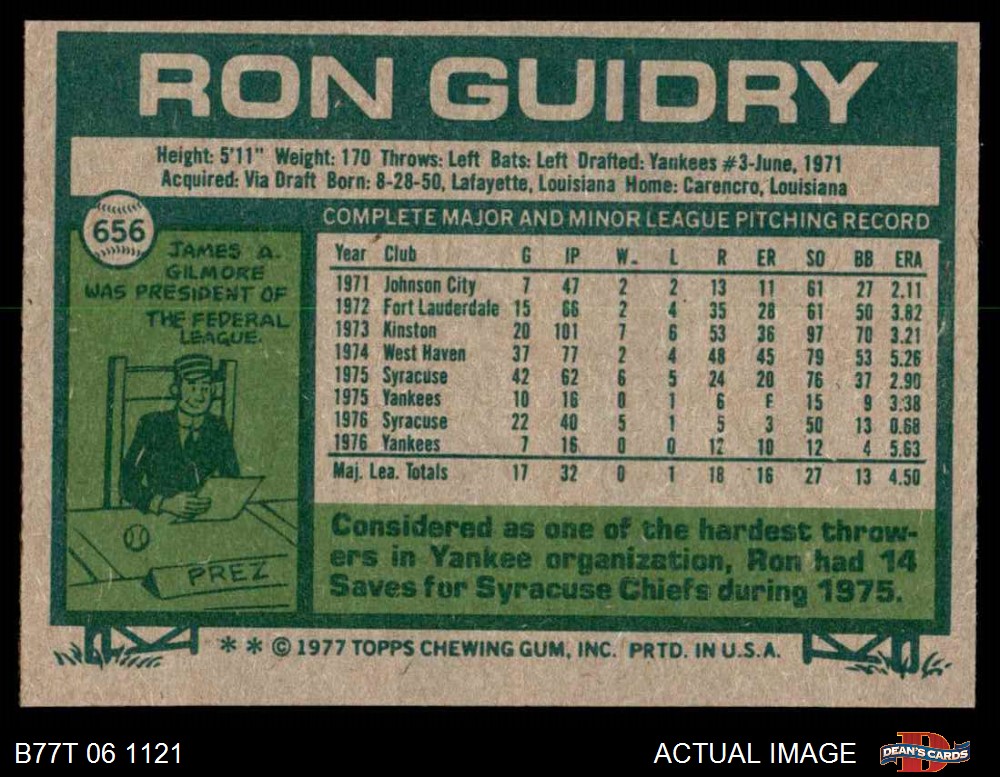 RON GUIDRY
Height: 5'11" Weight: 170 Throws: Left Bats: Left Drafted: Yankees #3-June, 1971
Acquired: Via Draft Born: 8-28-50, Lafayette, Louisiana Home: Carencro, Louisiana
656
JAMES A.
GILMORE
WAS PRESIDENT OF
THE FEDERAL
LEAGUE.
PREZ
COMPLETE MAJOR AND MINOR LEAGUE PITCHING RECORD
Year Club G IP W L R ER SO BB ERA
1971 Johnson City 7 47 2 2 13 11 61 27 2.11
1972 Fort Lauderdale 15 66 2 4 35 28 61 50 3.82
1973 Kinston 20 101 7 6 53 36 97 70 3.21
1974 West Haven 37 77 2 4 48 45 79 53 5.26
1975 Syracuse 42 62 6 5 24 20 76 37 2.90
1975 Yankees 10 16 0 1 6 15 9 3.38
1976 Syracuse 22 40 5 1 5 3 50 13 0.68
1976 Yankees 7 16 0 0 12 10 12 4 5.63
Maj. Lea. Totals 17 32 0 1 18 16 27 13 4.50
Considered as one of the hardest throw-
ers in Yankee organization, Ron had 14
Saves for Syracuse Chiefs during 1975.
* * © 1977 TOPPS CHEWING GUM, INC. PRTD. IN U.S.A.
B77T 06 1121
ACTUAL IMAGE
DEAN'S CARDS